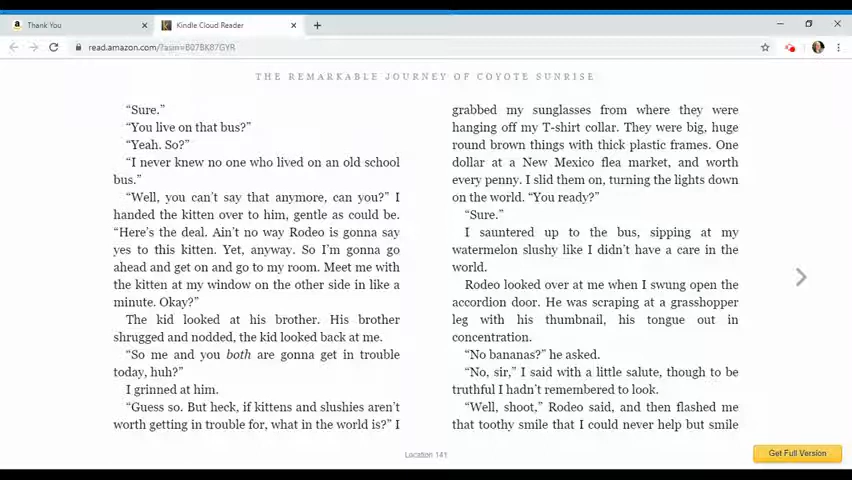 Thank You
Kindle Cloud Reader
read.amazon.com/?asin=B07BK87GYR
THE REMARKABLE JOURNEY OF COYOTE SUNRISE
“Sure.”
“You live on that bus?”
“Yeah. So?”
“I never knew no one who lived on an old school
bus.”
“Well, you can’t say that anymore, can you?” I
handed the kitten over to him, gentle as could be.
“Here’s the deal. Ain’t no way Rodeo is gonna say
yes to this kitten. Yet, anyway. So I’m gonna go
ahead and get on and go to my room. Meet me with
the kitten at my window on the other side in like a
minute. Okay?”
The kid looked at his brother. His brother
shrugged and nodded, the kid looked back at me.
“So me and you both are gonna get in trouble
today, huh?”
I grinned at him.
“Guess so. But heck, if kittens and slushies aren’t
worth getting in trouble for, what in the world is?” I
grabbed my sunglasses from where they were
hanging off my T-shirt collar. They were big, huge
round brown things with thick plastic frames. One
dollar at a New Mexico flea market, and worth
every penny. I slid them on, turning the lights down
on the world. “You ready?”
“Sure.”
I sauntered up to the bus, sipping at my
watermelon slushy like I didn’t have a care in the
world.
Rodeo looked over at me when I swung open the
accordion door. He was scraping at a grasshopper
leg with his thumbnail, his tongue out in
concentration.
“No bananas?” he asked.
“No, sir,” I said with a little salute, though to be
truthful I hadn’t remembered to look.
“Well, shoot,” Rodeo said, and then flashed me
that toothy smile that I could never help but smile
Location 141
Get Full Version